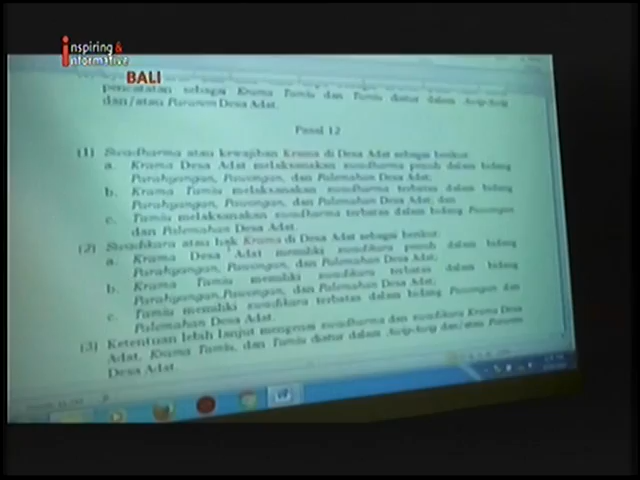 inspiring &
informative
BALI
pencatatan sebagai Krama Tamiu dan Tamiu diatur dalam Awig-Awig
dan/atau Pararem Desa Adat.
Pasal 12
(1) Swadharma atau kewajiban Krama di Desa Adat sebagai berikut:
a. Krama Desa Adat melaksanakan swadharma penuh dalam bidang
Parahyangan, Pawongan, dan Palemahan Desa Adat;
b. Krama Tamiu melaksanakan swadharma terbatas dalam bidang
Parahyangan, Pawongan, dan Palemahan Desa Adat; dan
c. Tamiu melaksanakan swadharma terbatas dalam bidang Pawongan
dan Palemahan Desa Adat.
(2) Swadikara atau hak Krama di Desa Adat sebagai berikut:
a. Krama Desa Adat memiliki swadikara penuh dalam bidang
Parahyangan, Pawongan, dan Palemahan Desa Adat;
b. Krama Tamiu memiliki swadikara terbatas dalam bidang
Parahyangan, Pawongan, dan Palemahan Desa Adat;
c. Tamiu memiliki swadikara terbatas dalam bidang Pawongan dan
Palemahan Desa Adat.
(3) Ketentuan lebih lanjut mengenai swadharma dan swadikara Krama Desa
Adat, Krama Tamiu, dan Tamiu diatur dalam Awig-Awig dan/atau Pararem
Desa Adat.